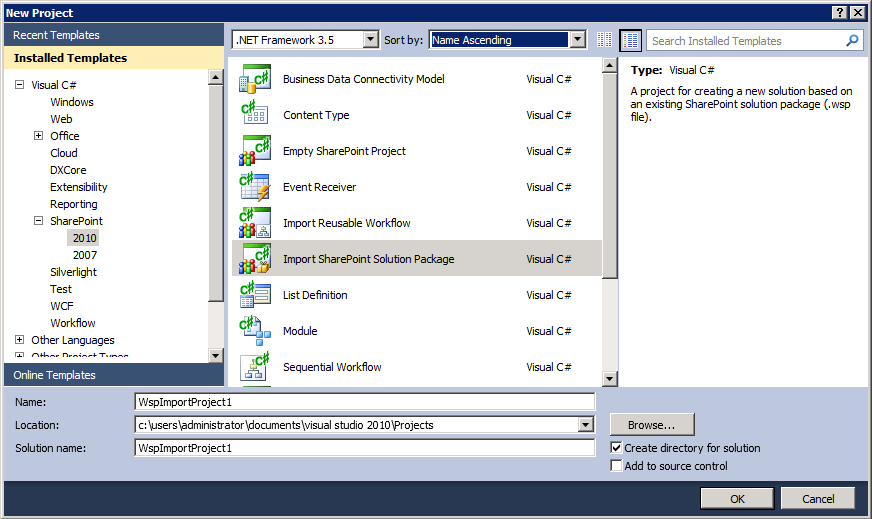 New Project
Recent Templates
Installed Templates
Visual C#
Windows
Web
Office
Cloud
DXCore
Extensibility
Reporting
SharePoint
2010
2007
Silverlight
Test
WCF
Workflow
Other Languages
Other Project Types
Online Templates
.NET Framework 3.5 Sort by: Name Ascending
Search Installed Templates
Business Data Connectivity Model Visual C#
Content Type Visual C#
Empty SharePoint Project Visual C#
Event Receiver Visual C#
Import Reusable Workflow Visual C#
Import SharePoint Solution Package Visual C#
List Definition Visual C#
Module Visual C#
Sequential Workflow Visual C#
Type: Visual C#
A project for creating a new solution based on
an existing SharePoint solution package (.wsp
file).
Name: WspImportProject1
Location: c:\users\administrator\documents\visual studio 2010\Projects
Browse...
Solution name: WspImportProject1
Create directory for solution
Add to source control
OK Cancel